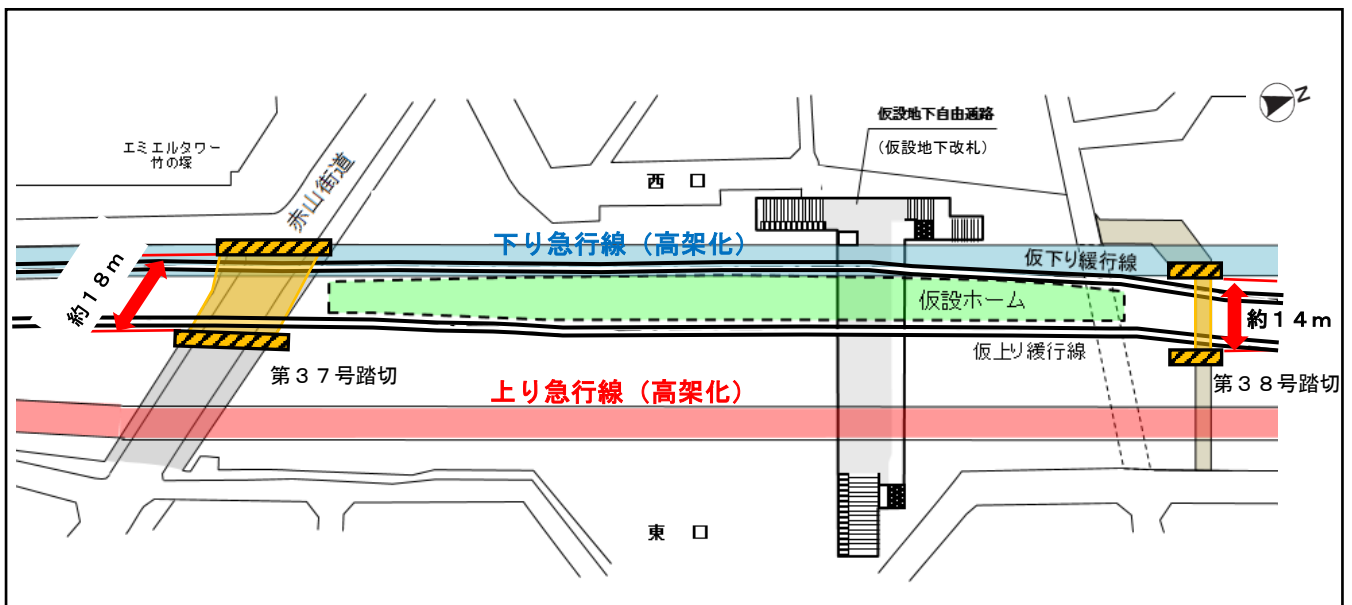 Z
仮設地下自由通路
(仮設地下改札)
エミエルタワー
竹の塚
赤山街道
西 口
下り急行線(高架化)
仮下り緩行線
約18m
仮設ホーム
約14m
仮上り緩行線
第37号踏切
第38号踏切
上り急行線(高架化)
東 口